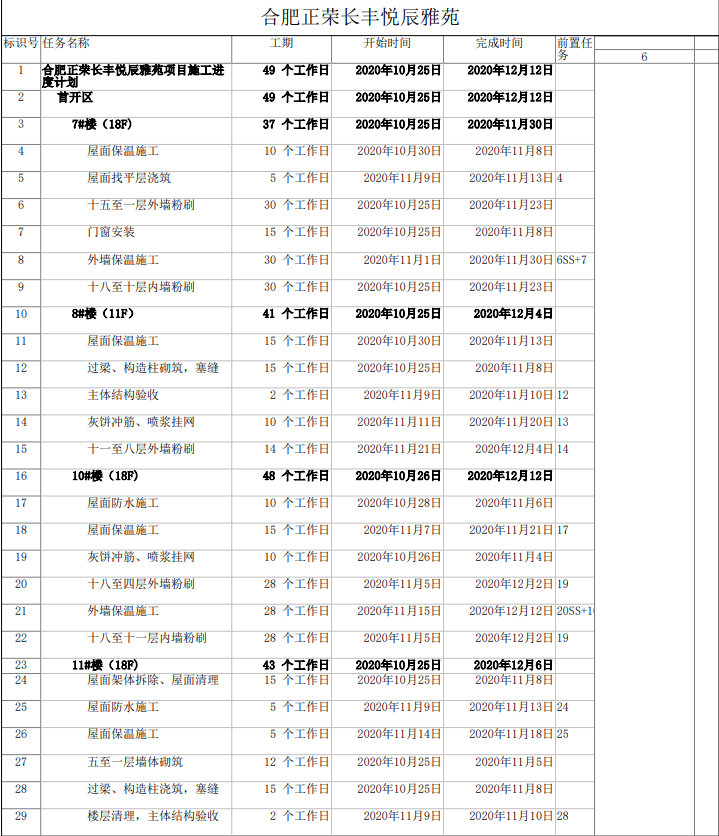 合肥正荣长丰悦辰雅苑
标识号 任务名称 工期 开始时间 完成时间 前置任务
6
1 合肥正荣长丰悦辰雅苑项目施工进度计划 49 个工作日 2020年10月25日 2020年12月12日
2 首开区 49 个工作日 2020年10月25日 2020年12月12日
3 7#楼（18F) 37 个工作日 2020年10月25日 2020年11月30日
4 屋面保温施工 10 个工作日 2020年10月30日 2020年11月8日
5 屋面找平层浇筑 5 个工作日 2020年11月9日 2020年11月13日 4
6 十五至一层外墙粉刷 30 个工作日 2020年10月25日 2020年11月23日
7 门窗安装 15 个工作日 2020年10月25日 2020年11月8日
8 外墙保温施工 30 个工作日 2020年11月1日 2020年11月30日 6SS+7
9 十八至十层内墙粉刷 30 个工作日 2020年10月25日 2020年11月23日
10 8#楼（11F） 41 个工作日 2020年10月25日 2020年12月4日
11 屋面保温施工 15 个工作日 2020年10月30日 2020年11月13日
12 过梁、构造柱砌筑，塞缝 15 个工作日 2020年10月25日 2020年11月8日
13 主体结构验收 2 个工作日 2020年11月9日 2020年11月10日 12
14 灰饼冲筋、喷浆挂网 10 个工作日 2020年11月11日 2020年11月20日 13
15 十一至八层外墙粉刷 14 个工作日 2020年11月21日 2020年12月4日 14
16 10#楼（18F) 48 个工作日 2020年10月26日 2020年12月12日
17 屋面防水施工 10 个工作日 2020年10月28日 2020年11月6日
18 屋面保温施工 15 个工作日 2020年11月7日 2020年11月21日 17
19 灰饼冲筋、喷浆挂网 10 个工作日 2020年10月26日 2020年11月4日
20 十八至四层外墙粉刷 28 个工作日 2020年11月5日 2020年12月2日 19
21 外墙保温施工 28 个工作日 2020年11月15日 2020年12月12日 20SS+1
22 十八至十一层内墙粉刷 28 个工作日 2020年11月5日 2020年12月2日 19
23 11#楼（18F) 43 个工作日 2020年10月25日 2020年12月6日
24 屋面架体拆除、屋面清理 15 个工作日 2020年10月25日 2020年11月8日
25 屋面防水施工 5 个工作日 2020年11月9日 2020年11月13日 24
26 屋面保温施工 5 个工作日 2020年11月14日 2020年11月18日 25
27 五至一层墙体砌筑 12 个工作日 2020年10月25日 2020年11月5日
28 过梁、构造柱浇筑，塞缝 15 个工作日 2020年10月25日 2020年11月8日
29 楼层清理，主体结构验收 2 个工作日 2020年11月9日 2020年11月10日 28